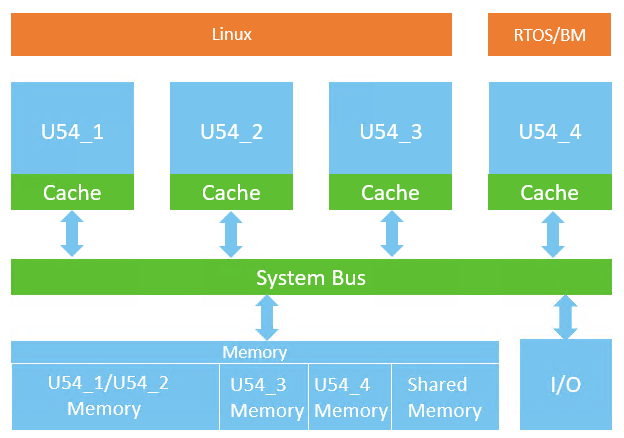 Linux
RTOS/BM
U54_1
U54_2
U54_3
U54_4
Cache
Cache
Cache
Cache
System Bus
Memory
U54_1/U54_2
Memory
U54_3
Memory
U54_4
Memory
Shared
Memory
I/O